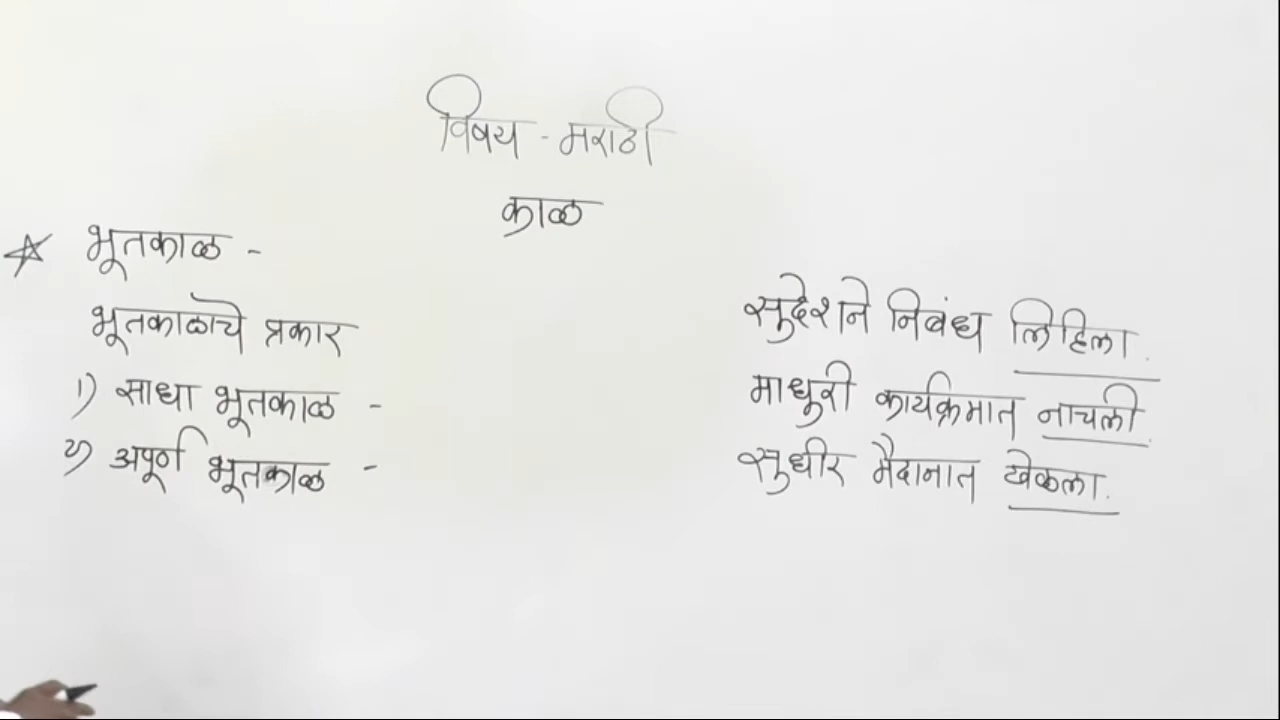 विषय - मराठी
काळ
भूतकाळ -
भूतकाळाचे प्रकार
१) साधा भूतकाळ -
२) अपूर्ण भूतकाळ -
सुदेशने निबंध लिहिला.
माधुरी कार्यक्रमात नाचली.
सुधीर मैदानात खेळला.